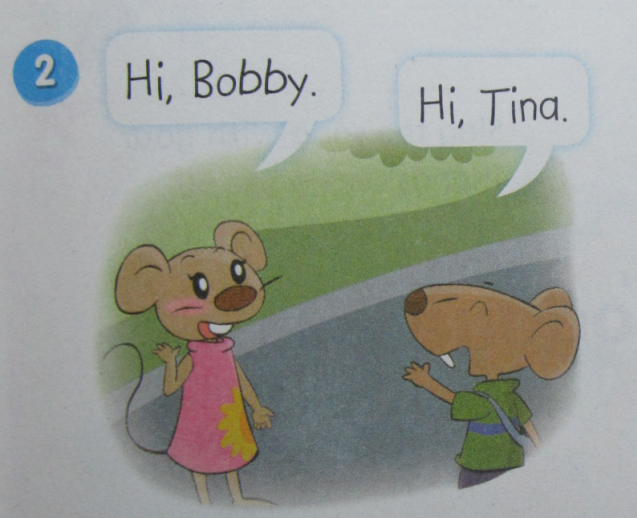 2
Hi, Bobby.
Hi, Tina.